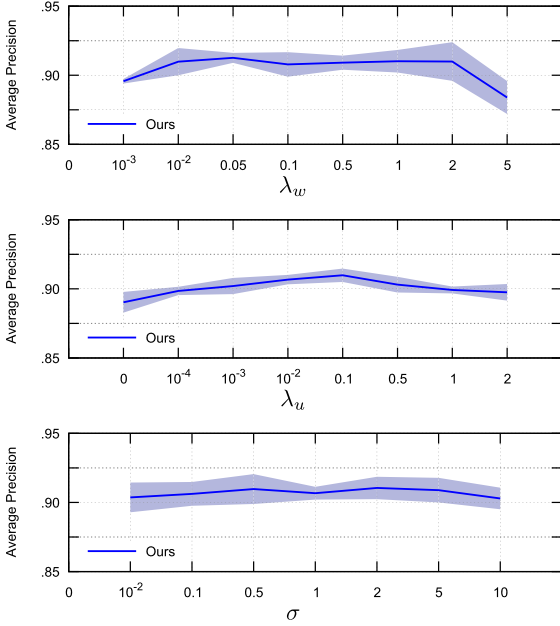 .95
Average Precision
.90
Ours
.85
0 10^-3 10^-2 0.05 0.1 0.5 1 2 5
λ_w
.95
Average Precision
.90
Ours
.85
0 10^-4 10^-3 10^-2 0.1 0.5 1 2
λ_u
.95
Average Precision
.90
Ours
.85
0 10^-2 0.1 0.5 1 2 5 10
σ